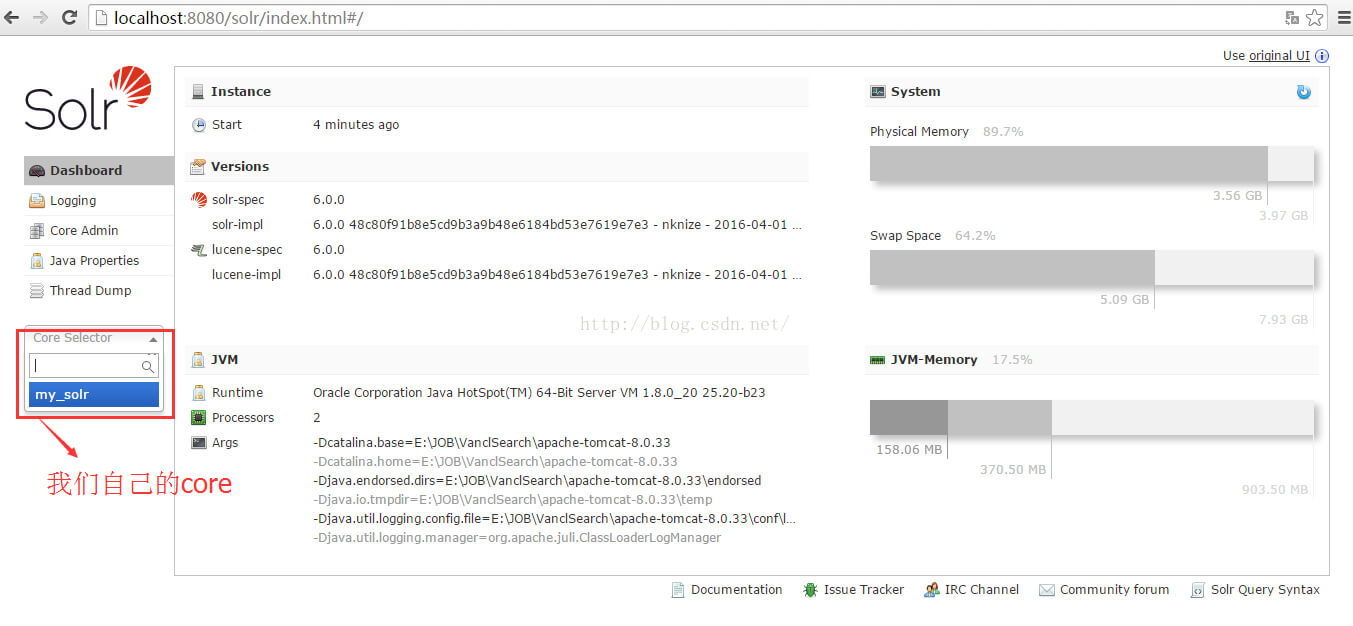 localhost:8080/solr/index.html#/
Use original UI
Solr
Dashboard
Logging
Core Admin
Java Properties
Thread Dump
Core Selector
my_solr
我们自己的core
Instance
Start 4 minutes ago
Versions
solr-spec 6.0.0
solr-impl 6.0.0 48c80f91b8e5cd9b3a9b48e6184bd53e7619e7e3 - nknize - 2016-04-01 ...
lucene-spec 6.0.0
lucene-impl 6.0.0 48c80f91b8e5cd9b3a9b48e6184bd53e7619e7e3 - nknize - 2016-04-01 ...
http://blog.csdn.net/
JVM
Runtime Oracle Corporation Java HotSpot(TM) 64-Bit Server VM 1.8.0_20 25.20-b23
Processors 2
Args -Dcatalina.base=E:\JOB\VanclSearch\apache-tomcat-8.0.33
-Dcatalina.home=E:\JOB\VanclSearch\apache-tomcat-8.0.33
-Djava.endorsed.dirs=E:\JOB\VanclSearch\apache-tomcat-8.0.33\endorsed
-Djava.io.tmpdir=E:\JOB\VanclSearch\apache-tomcat-8.0.33\temp
-Djava.util.logging.config.file=E:\JOB\VanclSearch\apache-tomcat-8.0.33\conf\l...
-Djava.util.logging.manager=org.apache.juli.ClassLoaderLogManager
System
Physical Memory 89.7%
3.56 GB
3.97 GB
Swap Space 64.2%
5.09 GB
7.93 GB
JVM-Memory 17.5%
158.06 MB
370.50 MB
903.50 MB
Documentation
Issue Tracker
IRC Channel
Community forum
Solr Query Syntax